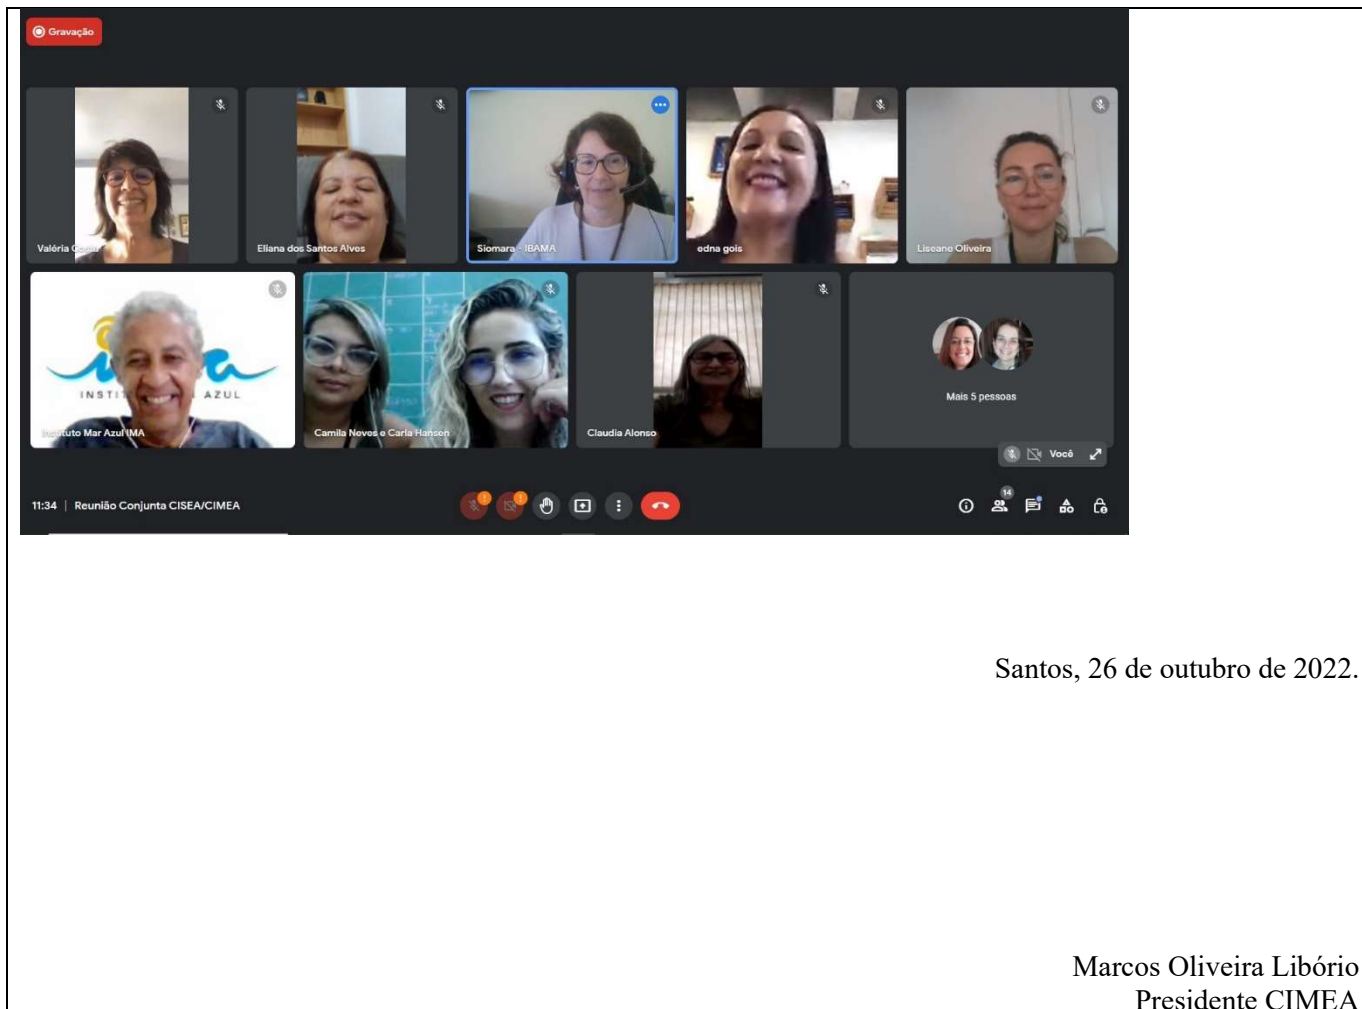 Gravação
Valéria
Eliana dos Santos Alves
Siomara - IBAMA
edna gois
Liseane Oliveira
INSTI AZUL
Instituto Mar Azul IMA
Camila Neves e Carla Hansen
Claudia Alonso
Mais 5 pessoas
Você
11:34 | Reunião Conjunta CISEA/CIMEA
14
Santos, 26 de outubro de 2022.
Marcos Oliveira Libório
Presidente CIMEA